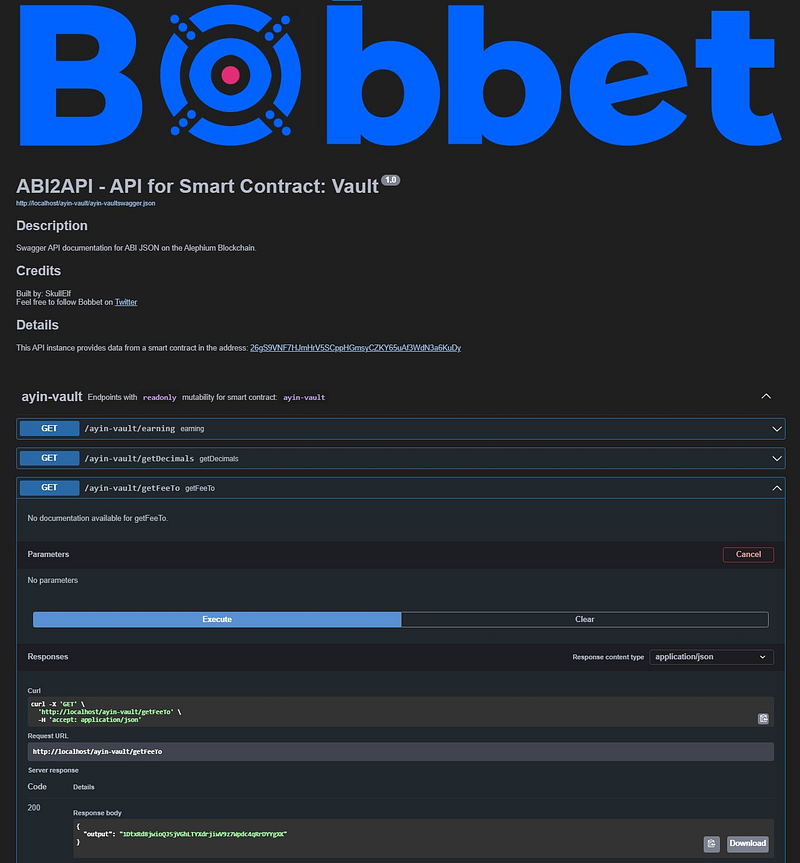 Bobbet
ABI2API - API for Smart Contract: Vault 1.0
http://localhost/ayin-vault/ayin-vaultswagger.json
Description
Swagger API documentation for ABI JSON on the Alephium Blockchain.
Credits
Built by: SkullElf
Feel free to follow Bobbet on Twitter
Details
This API instance provides data from a smart contract in the address: 26gS9VNF7HJmHrV5SCppHGmsyCZKY65uAf3WdN3a6KuDy
ayin-vault Endpoints with readonly mutability for smart contract: ayin-vault
GET /ayin-vault/earning earning
GET /ayin-vault/getDecimals getDecimals
GET /ayin-vault/getFeeTo getFeeTo
No documentation available for getFeeTo.
Parameters Cancel
No parameters
Execute Clear
Responses Response content type application/json
Curl
curl -X 'GET' \
'http://localhost/ayin-vault/getFeeTo' \
-H 'accept: application/json'
Request URL
http://localhost/ayin-vault/getFeeTo
Server response
Code Details
200
Response body
{
"output":
}
Download